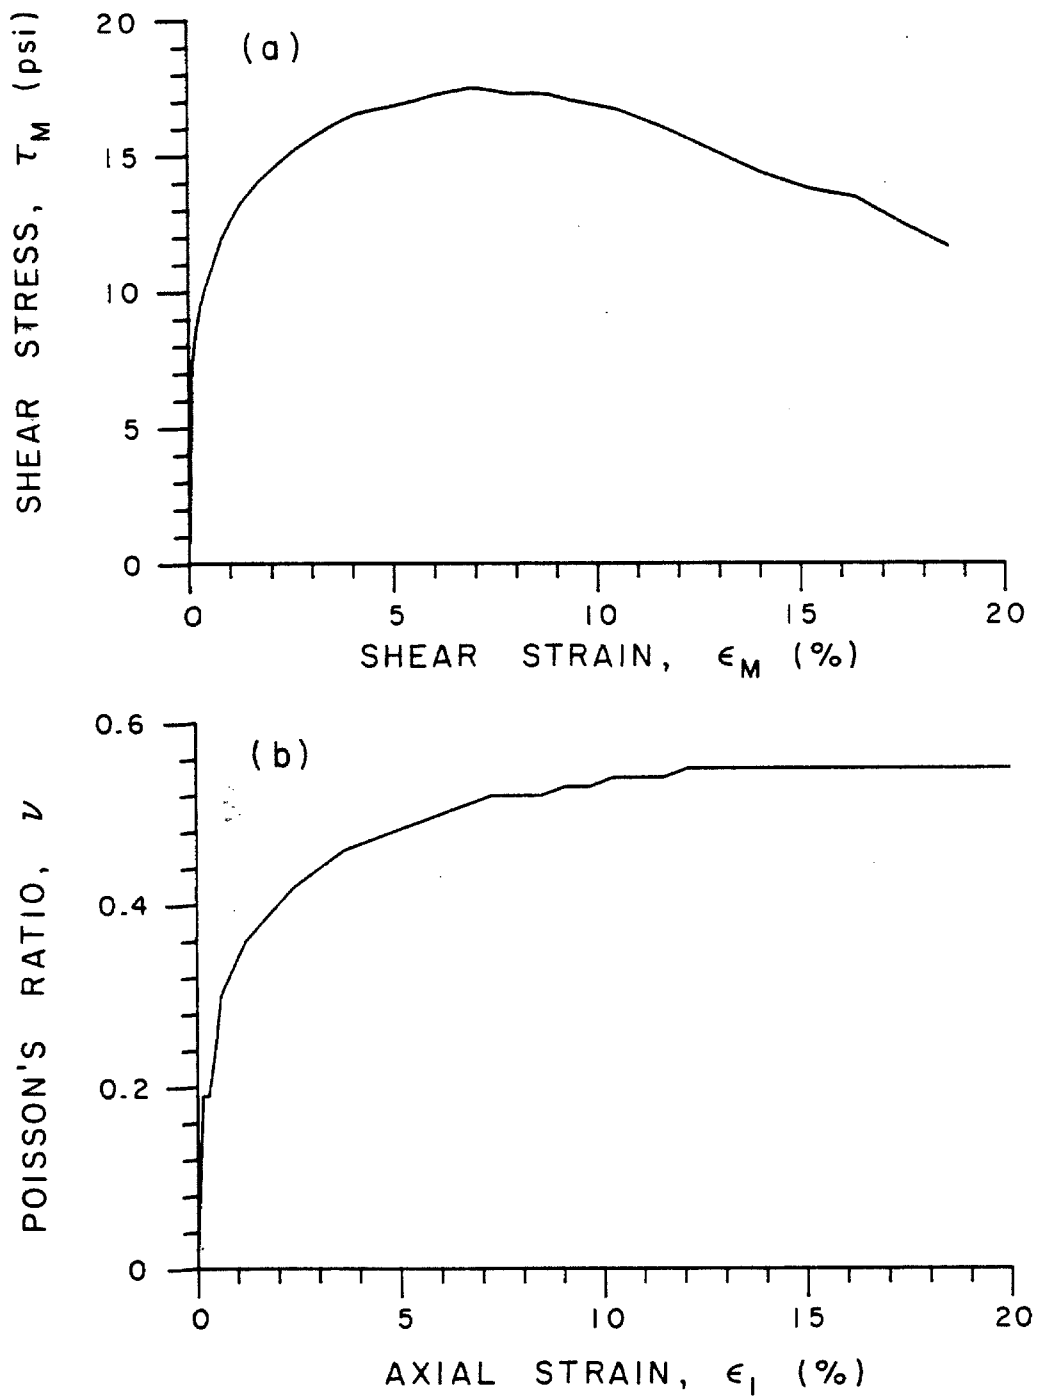 (a)
SHEAR STRESS, τM (psi)
20
15
10
5
0
0 5 10 15 20
SHEAR STRAIN, ϵM (%)
(b)
POISSON'S RATIO, ν
0.6
0.4
0.2
0
0 5 10 15 20
AXIAL STRAIN, ϵ1 (%)